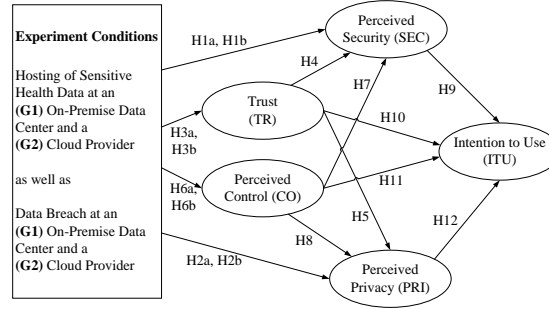 Experiment Conditions
Hosting of Sensitive
Health Data at an
(G1) On-Premise Data
Center and a
(G2) Cloud Provider
as well as
Data Breach at an
(G1) On-Premise Data
Center and a
(G2) Cloud Provider
H1a, H1b
H3a,
H3b
H6a,
H6b
H2a, H2b
Perceived
Security (SEC)
Trust
(TR)
Perceived
Control (CO)
Perceived
Privacy (PRI)
H4
H7
H10
H11
H5
H8
H9
H12
Intention to Use
(ITU)